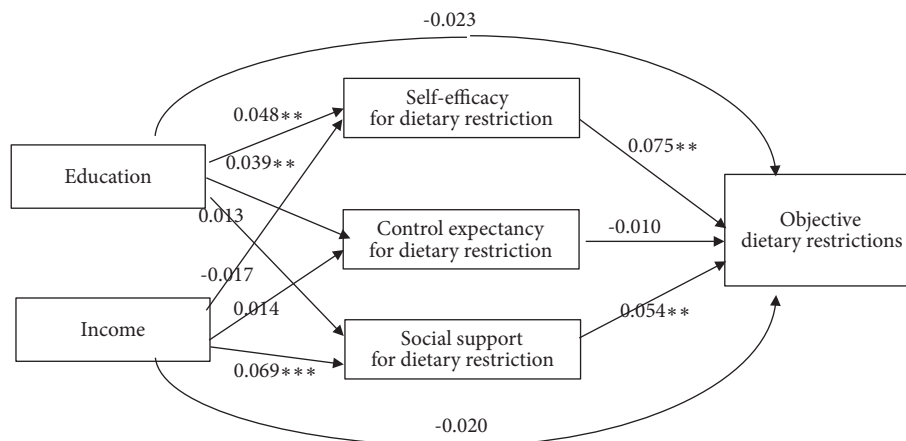 -0.023
Self-efficacy
for dietary restriction
0.048**
0.075**
0.039**
Education
Control expectancy
for dietary restriction
0.013
-0.010
Objective
dietary restrictions
-0.017
0.014
Income
Social support
for dietary restriction
0.054**
0.069***
-0.020